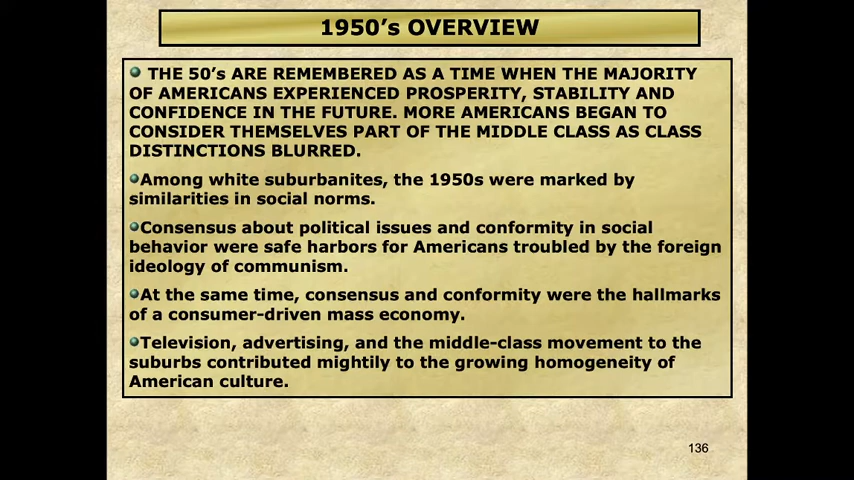 1950's OVERVIEW
THE 50's ARE REMEMBERED AS A TIME WHEN THE MAJORITY
OF AMERICANS EXPERIENCED PROSPERITY, STABILITY AND
CONFIDENCE IN THE FUTURE. MORE AMERICANS BEGAN TO
CONSIDER THEMSELVES PART OF THE MIDDLE CLASS AS CLASS
DISTINCTIONS BLURRED.
Among white suburbanites, the 1950s were marked by
similarities in social norms.
Consensus about political issues and conformity in social
behavior were safe harbors for Americans troubled by the foreign
ideology of communism.
At the same time, consensus and conformity were the hallmarks
of a consumer-driven mass economy.
Television, advertising, and the middle-class movement to the
suburbs contributed mightily to the growing homogeneity of
American culture.
136